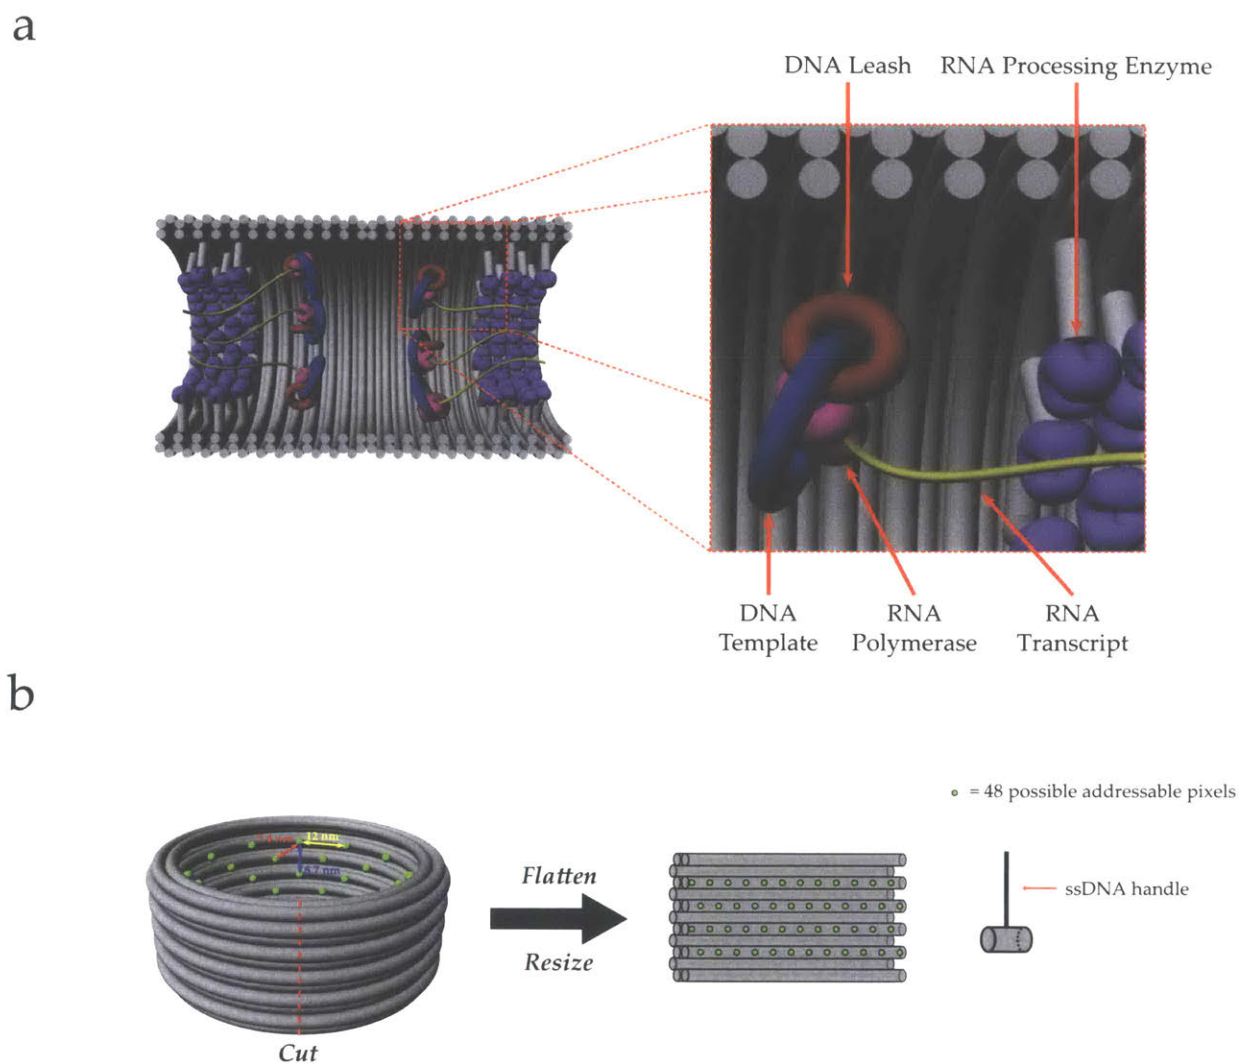 a
DNA Leash
RNA Processing Enzyme
DNA
Template
RNA
Polymerase
RNA
Transcript
b
= 48 possible addressable pixels
12 nm
Flatten
Resize
ssDNA handle
Cut